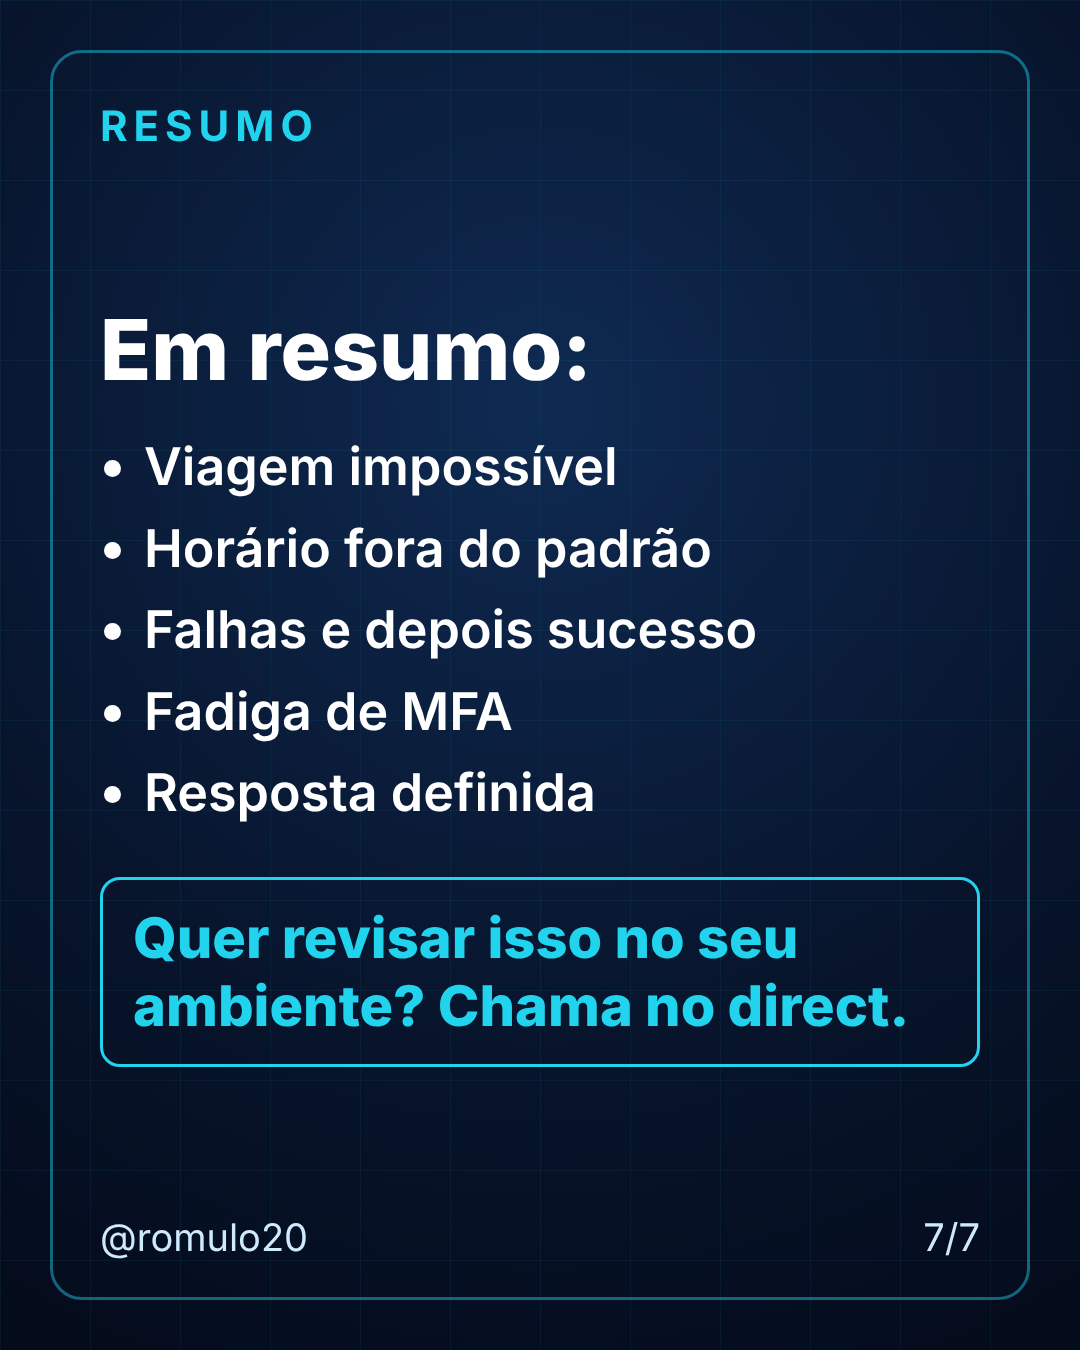 RESUMO
Em resumo:
• Viagem impossível
• Horário fora do padrão
• Falhas e depois sucesso
• Fadiga de MFA
• Resposta definida
Quer revisar isso no seu
ambiente? Chama no direct.
@romulo20
7/7